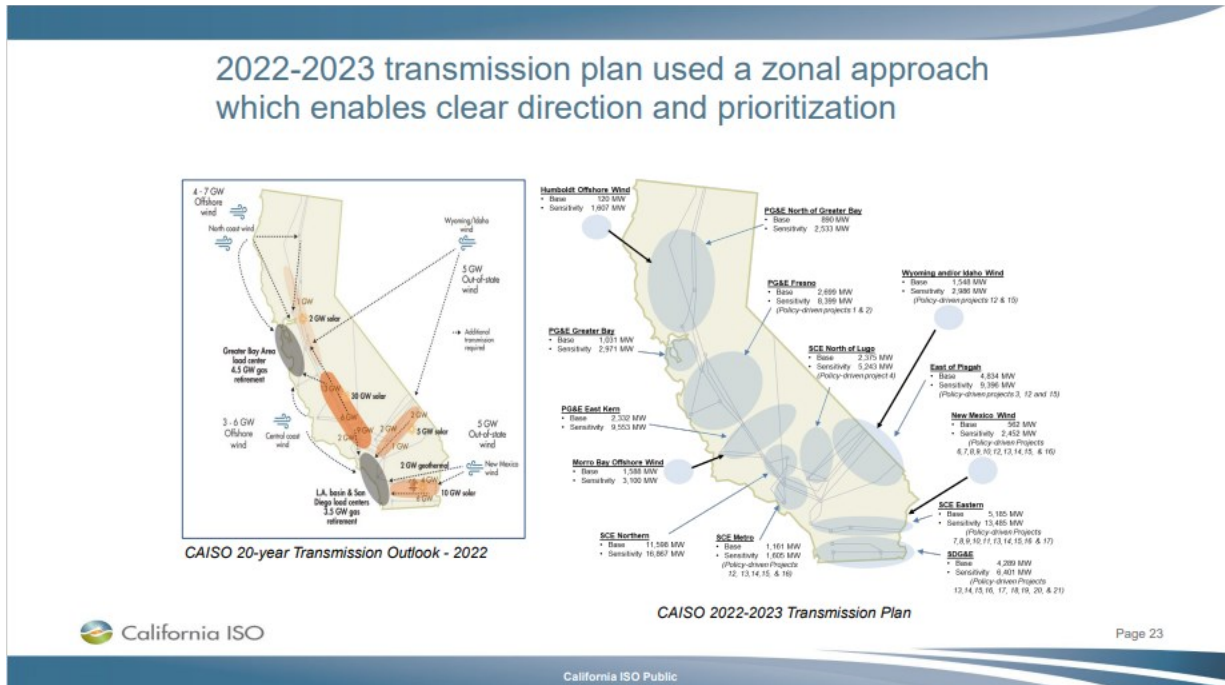 2022-2023 transmission plan used a zonal approach
which enables clear direction and prioritization
4 - 7 GW
Offshore
wind
North coast wind
Wyoming/Idaho
wind
5 GW
Out-of-state
wind
1 GW
2 GW solar
Additional
transmission
required
Greater Bay Area
load center
4.5 GW gas
retirement
30 GW solar
3 - 6 GW
Offshore
wind
Central coast
wind
2 GW
2 GW
2 GW
5 GW solar
1 GW
5 GW
Out-of-state
wind
2 GW geothermal
New Mexico
wind
4 GW
10 GW solar
L.A. basin & San
Diego load centers
3.5 GW gas
retirement
CAISO 20-year Transmission Outlook - 2022
Humboldt Offshore Wind
• Base 120 MW
• Sensitivity 1,607 MW
PG&E North of Greater Bay
• Base 890 MW
• Sensitivity 2,533 MW
PG&E Fresno
• Base 2,699 MW
• Sensitivity 8,399 MW
(Policy-driven projects 1 & 2)
Wyoming and/or Idaho Wind
• Base 1,548 MW
• Sensitivity 2,986 MW
(Policy-driven projects 12 & 15)
PG&E Greater Bay
• Base 1,031 MW
• Sensitivity 2,971 MW
SCE North of Lugo
• Base 2,375 MW
• Sensitivity 5,243 MW
(Policy-driven project 4)
East of Pisgah
• Base 4,834 MW
• Sensitivity 9,396 MW
(Policy-driven projects 3, 12 and 15)
PG&E East Kern
• Base 2,332 MW
• Sensitivity 9,553 MW
New Mexico Wind
• Base 562 MW
• Sensitivity 2,452 MW
(Policy-driven Projects
6,7,8,9,10,12,13,14,15, & 16)
Morro Bay Offshore Wind
• Base 1,588 MW
• Sensitivity 3,100 MW
SCE Eastern
• Base 5,185 MW
• Sensitivity 13,485 MW
(Policy-driven Projects
7,8,9,10,11,13,14,15,16 & 17)
SCE Northern
• Base 11,598 MW
• Sensitivity 16,867 MW
SCE Metro
• Base 1,161 MW
• Sensitivity 1,605 MW
(Policy-driven Projects
12, 13,14,15, & 16)
SDG&E
• Base 4,289 MW
• Sensitivity 6,401 MW
(Policy-driven Projects
13,14,15,16, 17, 18,19, 20, & 21)
CAISO 2022-2023 Transmission Plan
California ISO
Page 23
California ISO Public